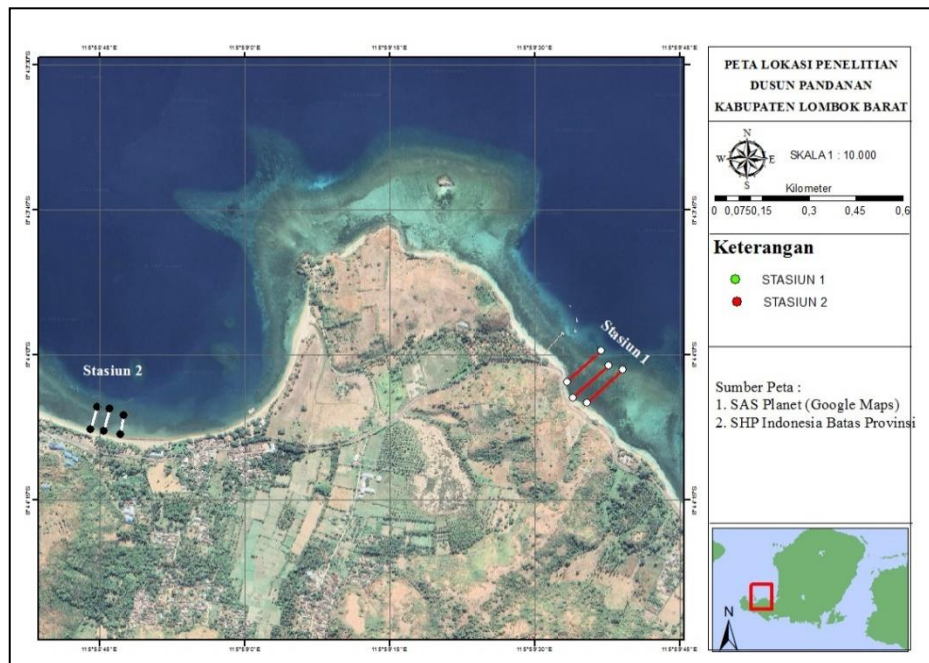 PETA LOKASI PENELITIAN
DUSUN PANDANAN
KABUPATEN LOMBOK BARAT
N
W E
S
SKALA 1 : 10.000
Kilometer
0 0,0750,15 0,3 0,45 0,6
Keterangan
STASIUN 1
STASIUN 2
Sumber Peta :
1. SAS Planet (Google Maps)
2. SHP Indonesia Batas Provinsi
N
Stasiun 1
Stasiun 2